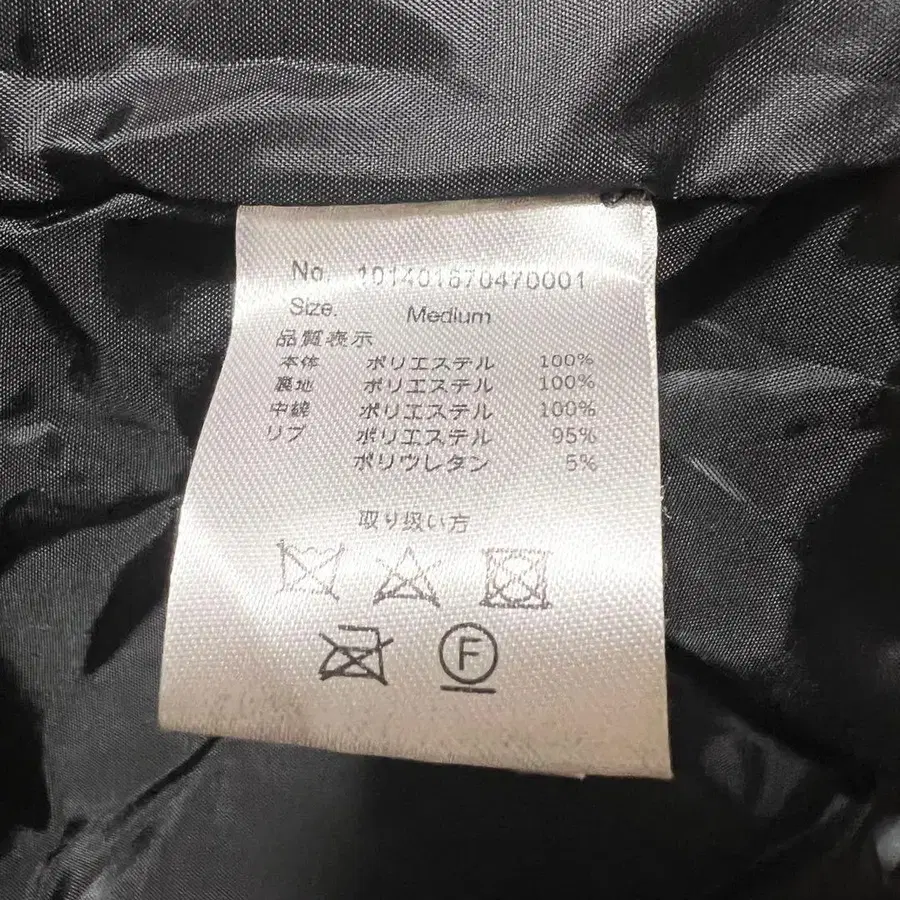 No. 101401670470001
Size. Medium
品質表示
本体 ポリエステル 100%
裏地 ポリエステル 100%
中綿 ポリエステル 100%
リブ ポリエステル 95%
ポリウレタン 5%
取り扱い方
F